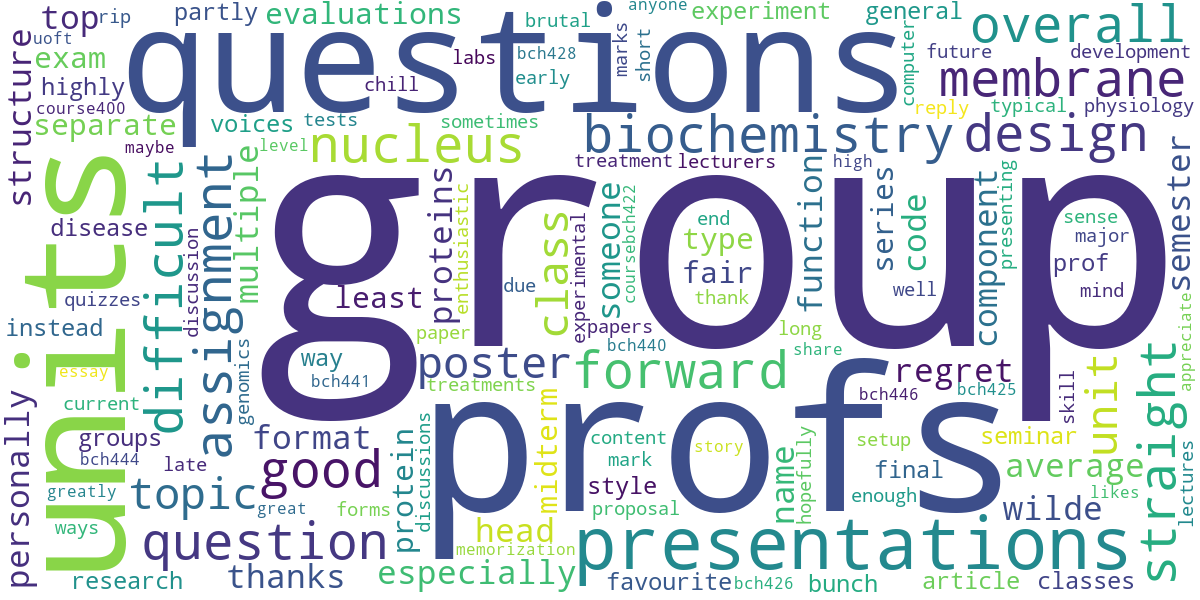 top
rip
partly
evaluations
brutal
anyone
experiment
general
overall
uoft
exam
questions
labs
bch428
marks
short
computer
future
development
structure
highly
chill
early
membrane
course400
reply
typical
physiology
separate
voices
tests
sometimes
biochemistry
design
maybe
level
nucleus
treatment
lecturers
high
units
difficult
assignment
multiple
group
proteins
enthusiastic
class
experimental
someone
coursebch422
end
type
fair
thank
function
series
code
component
presenting
sense
major
prof
mind
semester
disease
discussion
quizzes
least
due
well
instead
genomics
way
bch441
paper
papers
bch440
long
share
essay
poster
forward
regret
appreciate
treatments
bch446
bch425
skill
unit
straight
personally
current
groups
bch444
format
late
good
protein
discussions
profs
midterm
content
mark
story
style
proposal
name
hopefully
setup
final
enough
seminar
average
likes
lectures
greatly
topic
great
forms
head
wilde
ways
question
memorization
presentations
research
thanks
especially
favourite
bch426
bunch
article
classes